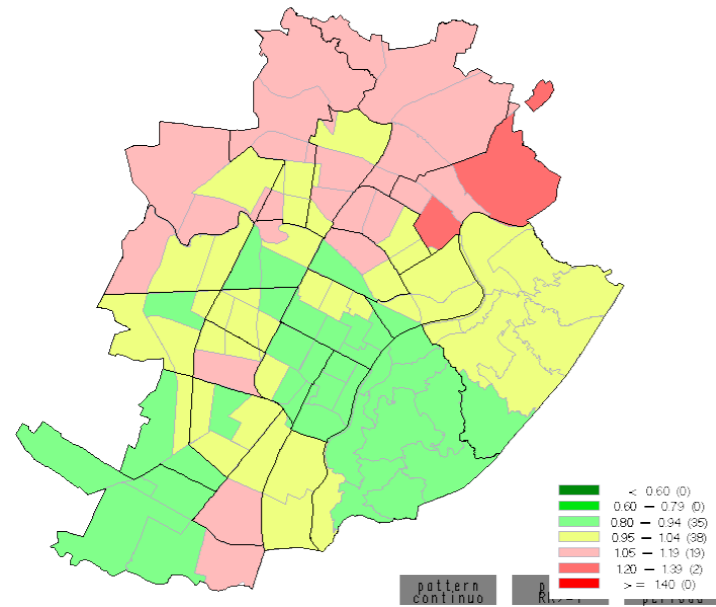 < 0.60 (0)
0.60 – 0.79 (0)
0.80 – 0.94 (35)
0.95 – 1.04 (38)
1.05 – 1.19 (19)
1.20 – 1.39 (2)
>= 1.40 (0)
pattern
continuo